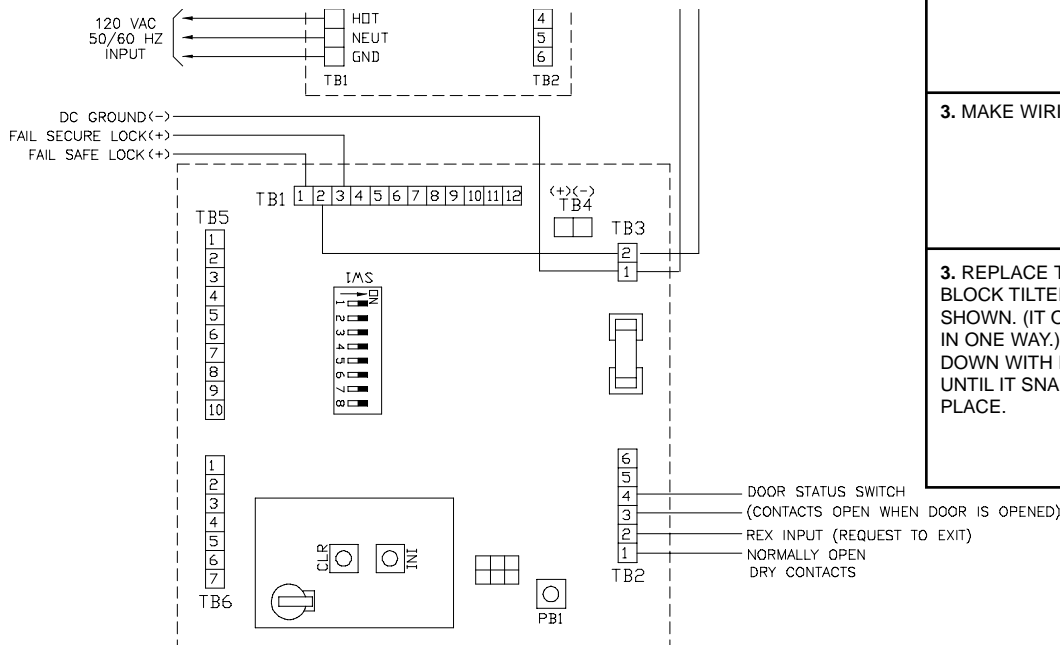 120 VAC
50/60 HZ
INPUT
HOT
NEUT
GND
TB1
4
5
6
TB2
DC GROUND(-)
FAIL SECURE LOCK(+)
FAIL SAFE LOCK(+)
TB1 1 2 3 4 5 6 7 8 9 10 11 12
(+)(-)
TB4
TB3
2
1
TB5
1
2
3
4
5
6
7
8
9
10
SW1
ON
1
2
3
4
5
6
7
8
1
2
3
4
5
6
7
TB6
CLR
INI
PB1
6
5
4
3
2
1
TB2
DOOR STATUS SWITCH
(CONTACTS OPEN WHEN DOOR IS OPENED)
REX INPUT (REQUEST TO EXIT)
NORMALLY OPEN
DRY CONTACTS
3. MAKE WIRI
3. REPLACE T
BLOCK TILTE
SHOWN. (IT C
IN ONE WAY.)
DOWN WITH
UNTIL IT SNA
PLACE.